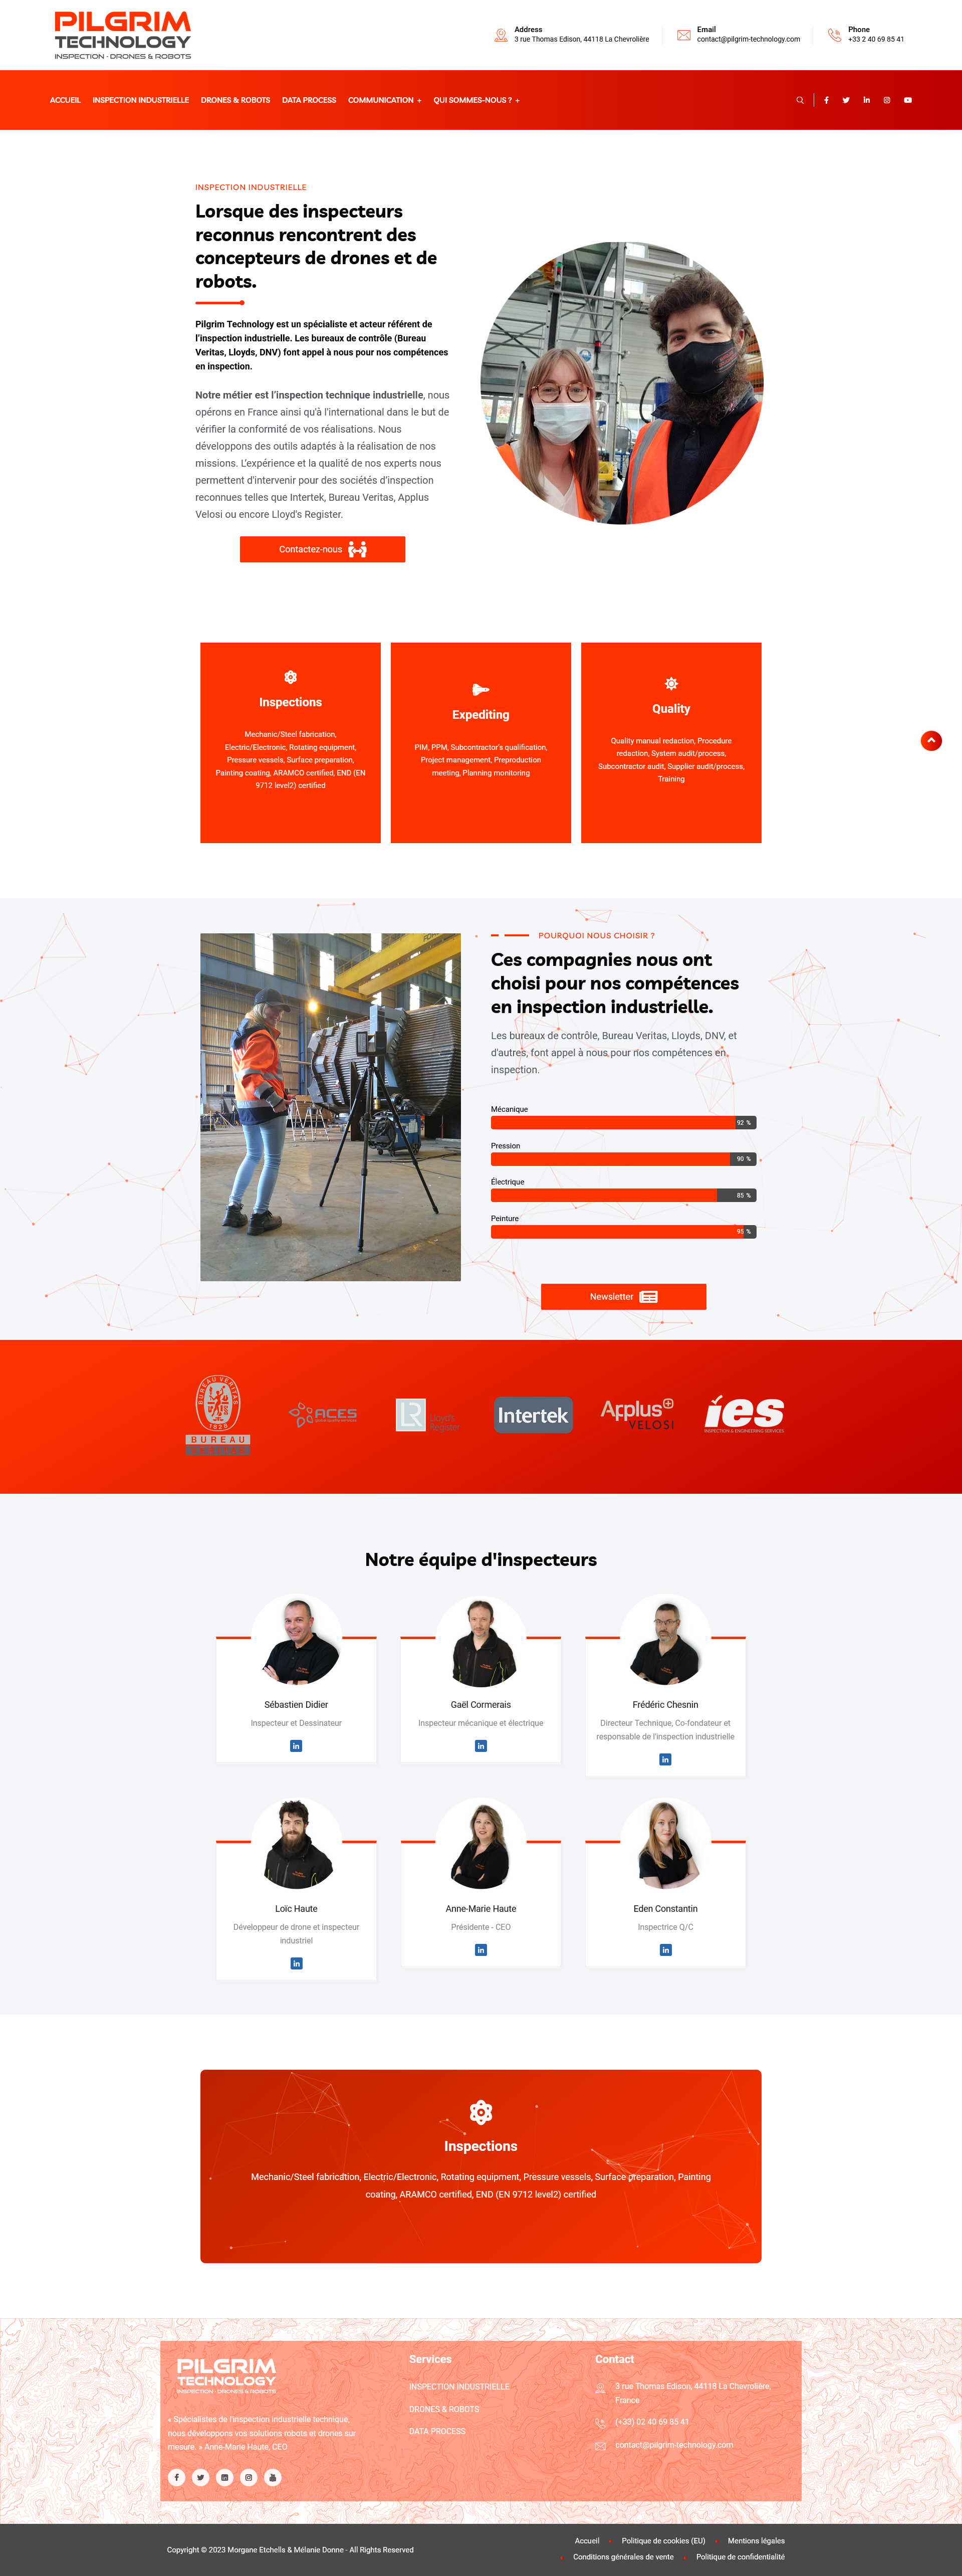 PILGRIM
TECHNOLOGY
INSPECTION - DRONES & ROBOTS
Address
3 rue Thomas Edison, 44118 La Chevrolière
Email
contact@pilgrim-technology.com
Phone
+33 2 40 69 85 41
ACCUEIL INSPECTION INDUSTRIELLE DRONES & ROBOTS DATA PROCESS COMMUNICATION + QUI SOMMES-NOUS ? +
INSPECTION INDUSTRIELLE
Lorsque des inspecteurs
reconnus rencontrent des
concepteurs de drones et de
robots.
Pilgrim Technology est un spécialiste et acteur référent de
l’inspection industrielle. Les bureaux de contrôle (Bureau
Veritas, Lloyds, DNV) font appel à nous pour nos compétences
en inspection.
Notre métier est l’inspection technique industrielle, nous
opérons en France ainsi qu'à l'international dans le but de
vérifier la conformité de vos réalisations. Nous
développons des outils adaptés à la réalisation de nos
missions. L’expérience et la qualité de nos experts nous
permettent d'intervenir pour des sociétés d’inspection
reconnues telles que Intertek, Bureau Veritas, Applus
Velosi ou encore Lloyd's Register.
Contactez-nous
Inspections
Mechanic/Steel fabrication,
Electric/Electronic, Rotating equipment,
Pressure vessels, Surface preparation,
Painting coating, ARAMCO certified, END (EN
9712 level2) certified
Expediting
PIM, PPM, Subcontractor’s qualification,
Project management, Preproduction
meeting, Planning monitoring
Quality
Quality manual redaction, Procedure
redaction, System audit/process,
Subcontractor audit, Supplier audit/process,
Training
POURQUOI NOUS CHOISIR ?
Ces compagnies nous ont
choisi pour nos compétences
en inspection industrielle.
Les bureaux de contrôle, Bureau Veritas, Lloyds, DNV, et
d'autres, font appel à nous pour nos compétences en
inspection.
Mécanique
92 %
Pression
90 %
Électrique
85 %
Peinture
95 %
Newsletter
BUREAU VERITAS
1828
BUREAU
VERITAS
ACES
LR
Lloyd's
Register
Intertek
Applus
VELOSI
ies
INSPECTION & ENGINEERING SERVICES
Notre équipe d'inspecteurs
Sébastien Didier
Inspecteur et Dessinateur
Gaël Cormerais
Inspecteur mécanique et électrique
Frédéric Chesnin
Directeur Technique, Co-fondateur et
responsable de l’inspection industrielle
Loïc Haute
Développeur de drone et inspecteur
industriel
Anne-Marie Haute
Présidente - CEO
Eden Constantin
Inspectrice Q/C
Inspections
Mechanic/Steel fabrication, Electric/Electronic, Rotating equipment, Pressure vessels, Surface preparation, Painting
coating, ARAMCO certified, END (EN 9712 level2) certified
PILGRIM
TECHNOLOGY
INSPECTION - DRONES & ROBOTS
« Spécialistes de l'inspection industrielle technique,
nous développons vos solutions robots et drones sur
mesure. » Anne-Marie Haute, CEO
Services
INSPECTION INDUSTRIELLE
DRONES & ROBOTS
DATA PROCESS
Contact
3 rue Thomas Edison, 44118 La Chevrolière,
France
(+33) 02 40 69 85 41
contact@pilgrim-technology.com
Copyright © 2023 Morgane Etchells & Mélanie Donne - All Rights Reserved
Accueil Politique de cookies (EU) Mentions légales
Conditions générales de vente Politique de confidentialité